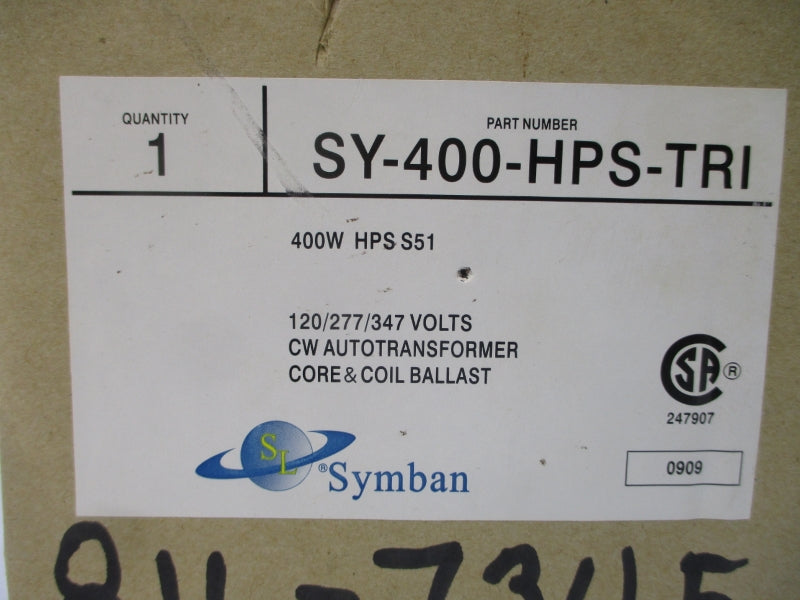 QUANTITY
1
PART NUMBER
SY-400-HPS-TRI
400W HPS S51
120/277/347 VOLTS
CW AUTOTRANSFORMER
CORE & COIL BALLAST
CSA ®
247907
SL ® Symban
0909